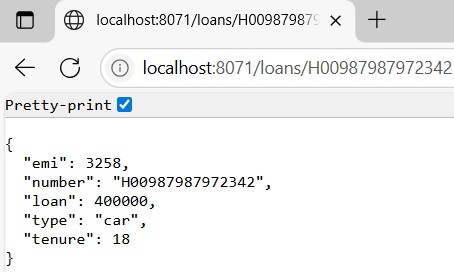 localhost:8071/loans/H009879879
localhost:8071/loans/H00987987972342
Pretty-print
{
"emi": 3258,
"number": "H00987987972342",
"loan": 400000,
"type": "car",
"tenure": 18
}